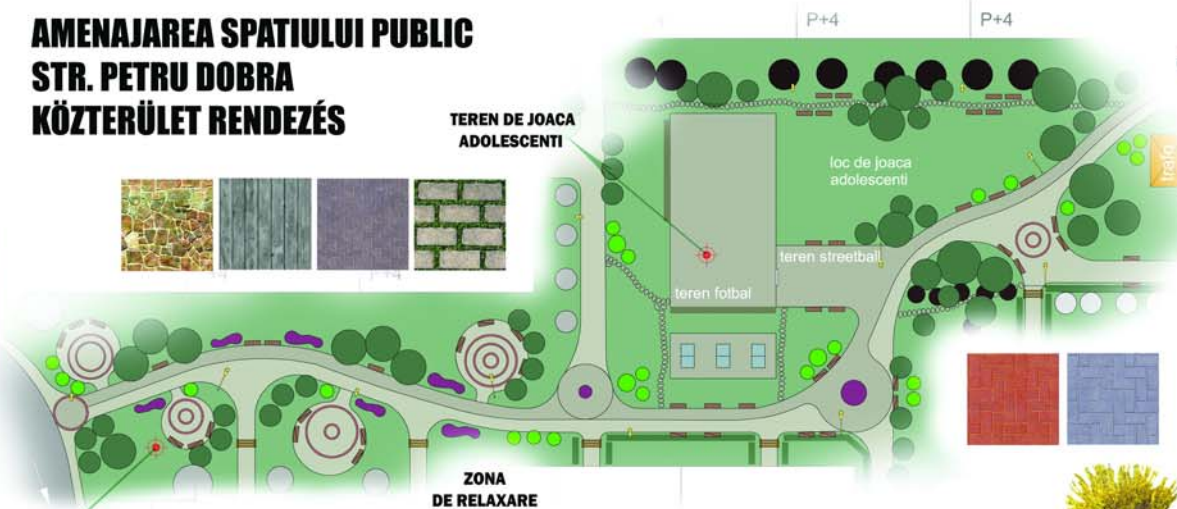 AMENAJAREA SPATIULUI PUBLIC
STR. PETRU DOBRA
KÖZTERÜLET RENDEZÉS
P+4
P+4
TEREN DE JOACA
ADOLESCENTI
loc de joaca
adolescenti
trafo
teren streetball
teren fotbal
ZONA
DE RELAXARE